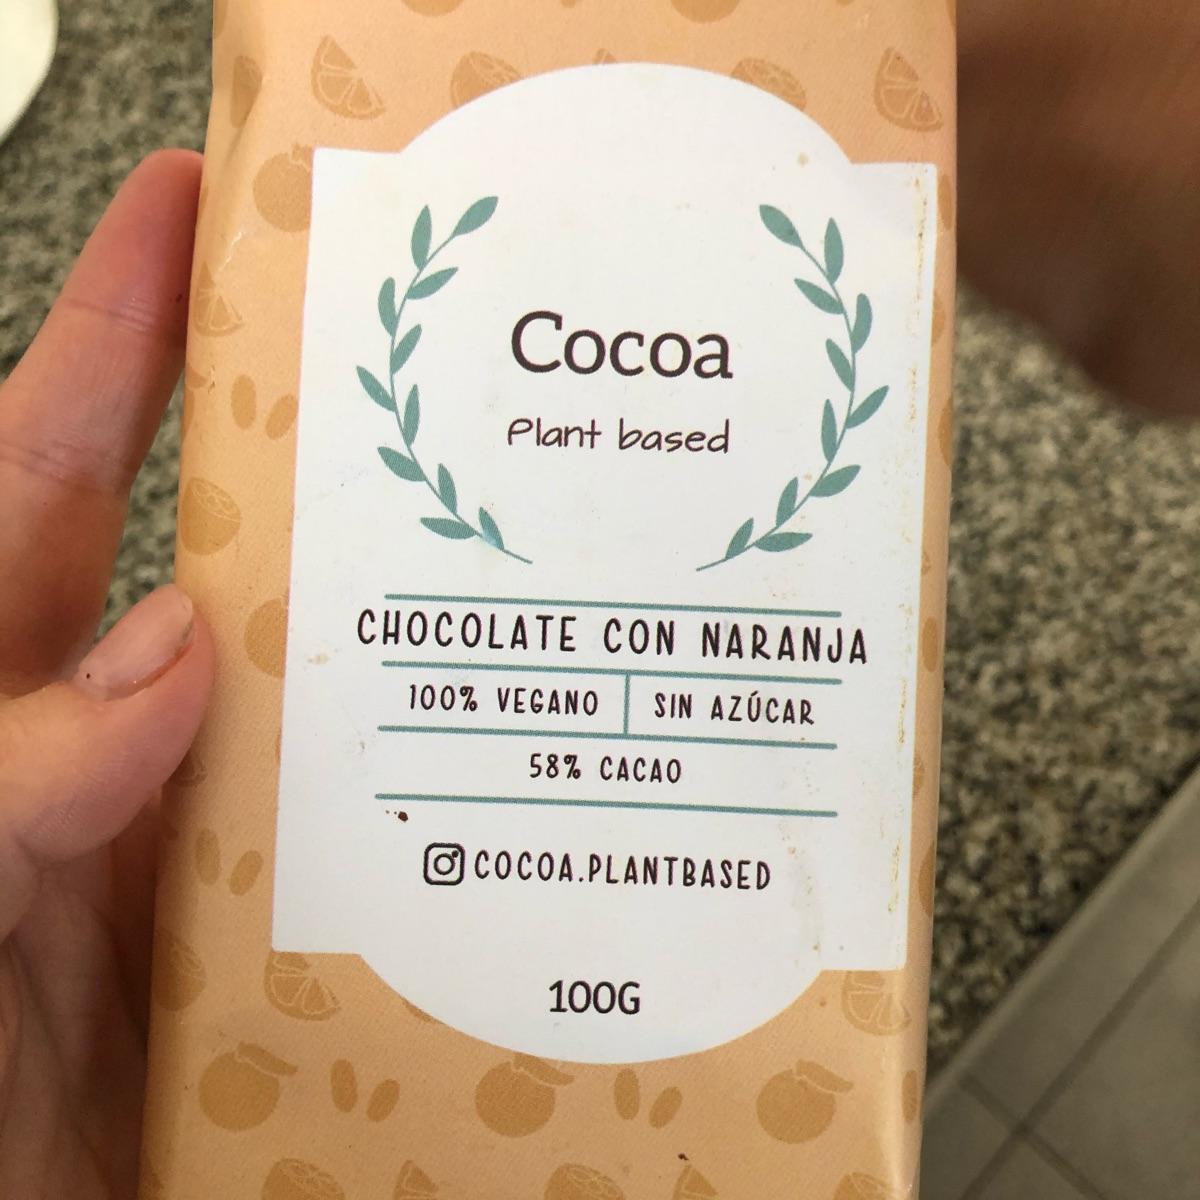 Cocoa
Plant based
CHOCOLATE CON NARANJA
100% VEGANO SIN AZÚCAR
58% CACAO
COCOA.PLANTBASED
100G